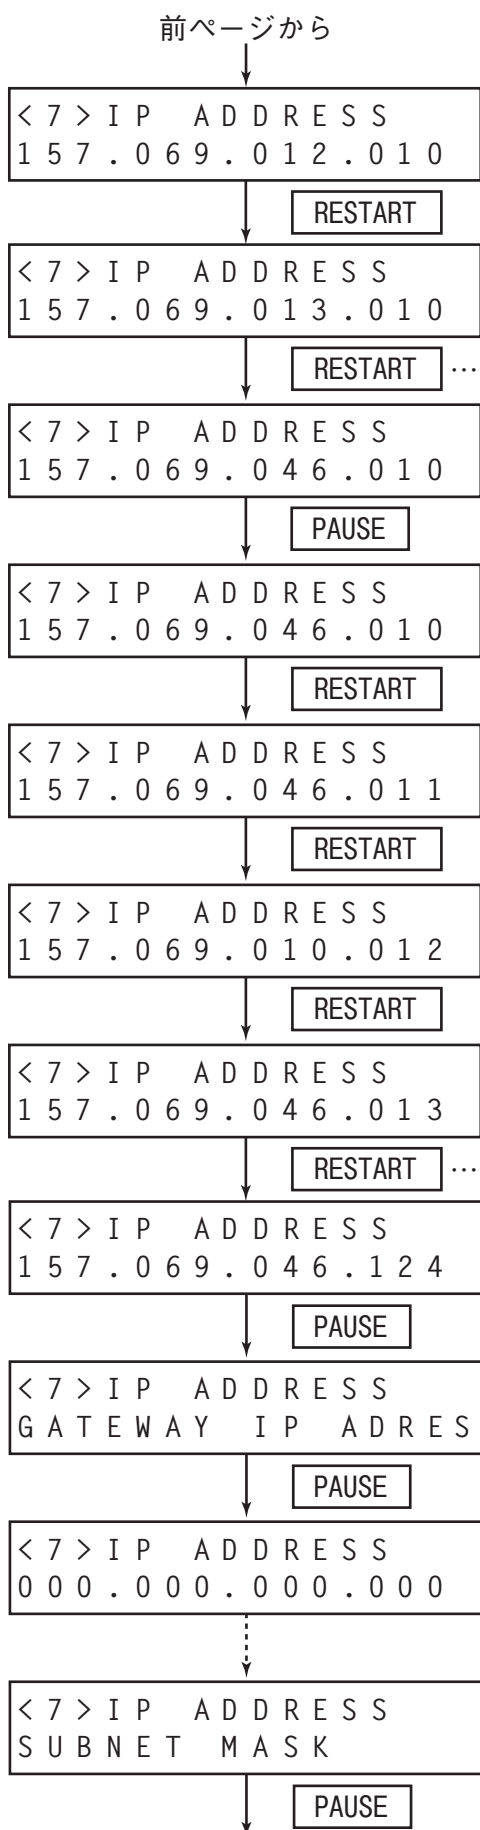 前ページから
<7>IP ADDRESS
157.069.012.010
RESTART
<7>IP ADDRESS
157.069.013.010
RESTART …
<7>IP ADDRESS
157.069.046.010
PAUSE
<7>IP ADDRESS
157.069.046.010
RESTART
<7>IP ADDRESS
157.069.046.011
RESTART
<7>IP ADDRESS
157.069.010.012
RESTART
<7>IP ADDRESS
157.069.046.013
RESTART …
<7>IP ADDRESS
157.069.046.124
PAUSE
<7>IP ADDRESS
GATEWAY IP ADRES
PAUSE
<7>IP ADDRESS
000.000.000.000
<7>IP ADDRESS
SUBNET MASK
PAUSE